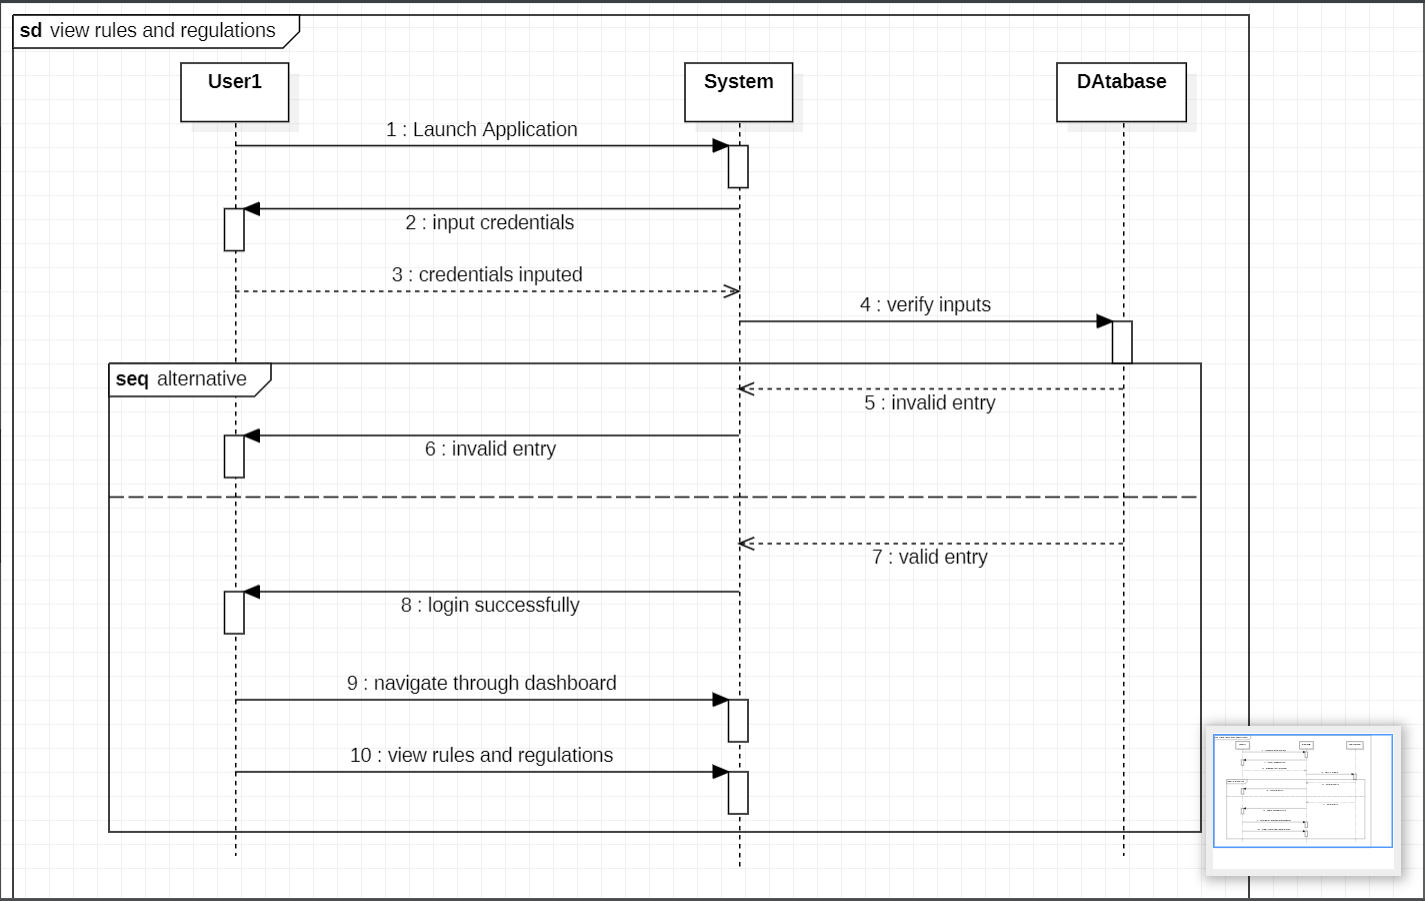 sd view rules and regulations
User1
System
DAtabase
1 : Launch Application
2 : input credentials
3 : credentials inputed
4 : verify inputs
seq alternative
5 : invalid entry
6 : invalid entry
7 : valid entry
8 : login successfully
9 : navigate through dashboard
10 : view rules and regulations